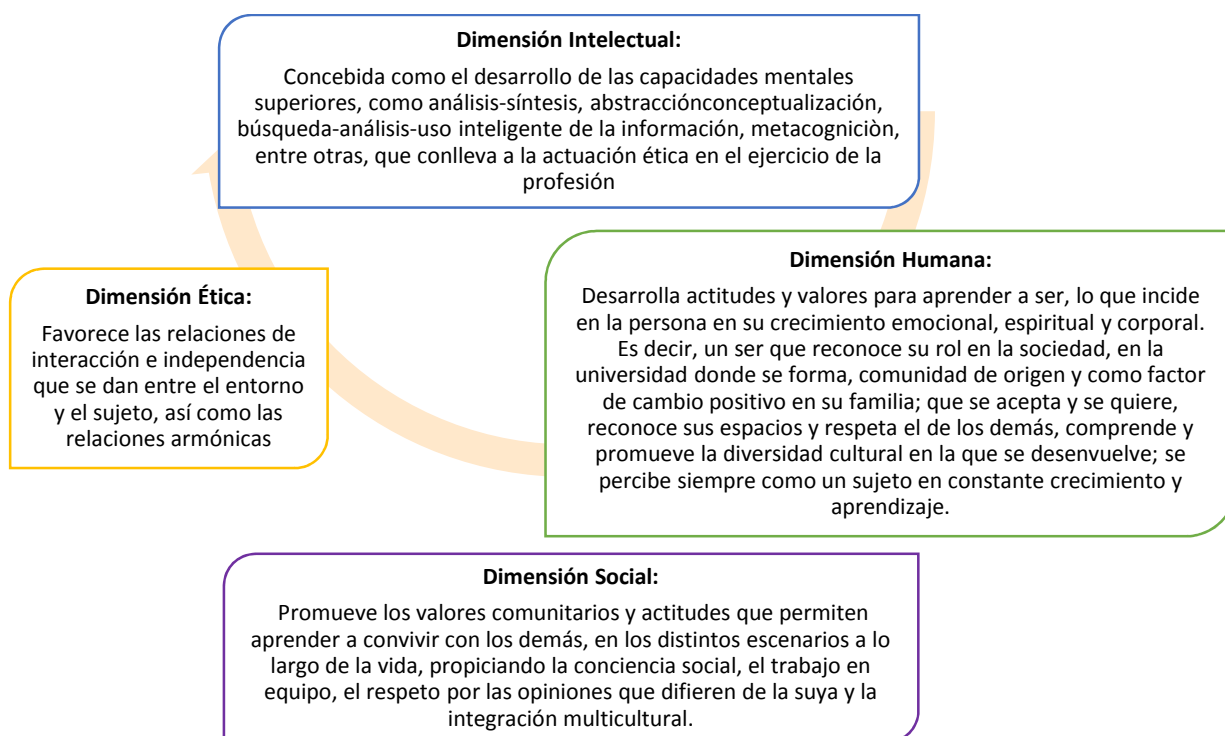 Dimensión Intelectual:
Concebida como el desarrollo de las capacidades mentales
superiores, como análisis-síntesis, abstracciónconceptualización,
búsqueda-análisis-uso inteligente de la información, metacogniciòn,
entre otras, que conlleva a la actuación ética en el ejercicio de la
profesión
Dimensión Humana:
Desarrolla actitudes y valores para aprender a ser, lo que incide
en la persona en su crecimiento emocional, espiritual y corporal.
Es decir, un ser que reconoce su rol en la sociedad, en la
universidad donde se forma, comunidad de origen y como factor
de cambio positivo en su familia; que se acepta y se quiere,
reconoce sus espacios y respeta el de los demás, comprende y
promueve la diversidad cultural en la que se desenvuelve; se
percibe siempre como un sujeto en constante crecimiento y
aprendizaje.
Dimensión Social:
Promueve los valores comunitarios y actitudes que permiten
aprender a convivir con los demás, en los distintos escenarios a lo
largo de la vida, propiciando la conciencia social, el trabajo en
equipo, el respeto por las opiniones que difieren de la suya y la
integración multicultural.
Dimensión Ética:
Favorece las relaciones de
interacción e independencia
que se dan entre el entorno
y el sujeto, así como las
relaciones armónicas